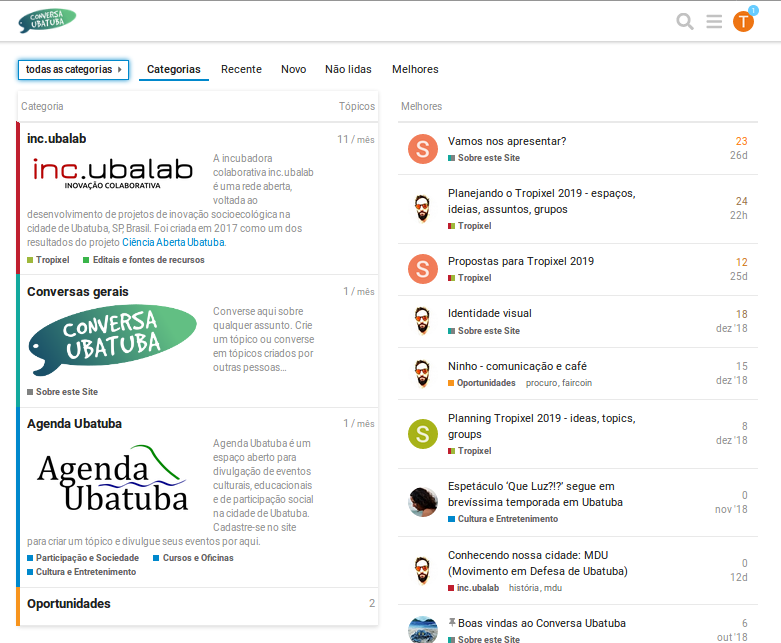 CONVERSA
UBATUBA
T
1
todas as categorias
Categorias
Recente
Novo
Não lidas
Melhores
Categoria
Tópicos
inc.ubalab
11 / mês
inc.ubalab
INOVAÇÃO COLABORATIVA
A incubadora
colaborativa inc.ubalab
é uma rede aberta,
voltada ao
desenvolvimento de projetos de inovação socioecológica na
cidade de Ubatuba, SP, Brasil. Foi criada em 2017 como um dos
resultados do projeto Ciência Aberta Ubatuba.
Tropixel
Editais e fontes de recursos
Conversas gerais
1 / mês
CONVERSA
UBATUBA
Converse aqui sobre
qualquer assunto. Crie
um tópico ou converse
em tópicos criados por
outras pessoas...
Sobre este Site
Agenda Ubatuba
1 / mês
Agenda
Ubatuba
Agenda Ubatuba é um
espaço aberto para
divulgação de eventos
culturais, educacionais
e de participação social
na cidade de Ubatuba.
Cadastre-se no site
para criar um tópico e divulgue seus eventos por aqui.
Participação e Sociedade
Cursos e Oficinas
Cultura e Entretenimento
Oportunidades
2
Melhores
S
Vamos nos apresentar?
23
Sobre este Site
26d
Planejando o Tropixel 2019 - espaços,
ideias, assuntos, grupos
24
22h
Tropixel
S
Propostas para Tropixel 2019
12
Tropixel
25d
Identidade visual
18
Sobre este Site
dez '18
Ninho - comunicação e café
15
Oportunidades
procuro, faircoin
dez '18
S
Planning Tropixel 2019 - ideas, topics,
groups
8
dez '18
Tropixel
Espetáculo ‘Que Luz?!?’ segue em
brevíssima temporada em Ubatuba
0
nov '18
Cultura e Entretenimento
Conhecendo nossa cidade: MDU
(Movimento em Defesa de Ubatuba)
0
12d
inc.ubalab
história, mdu
Boas vindas ao Conversa Ubatuba
6
Sobre este Site
out '18